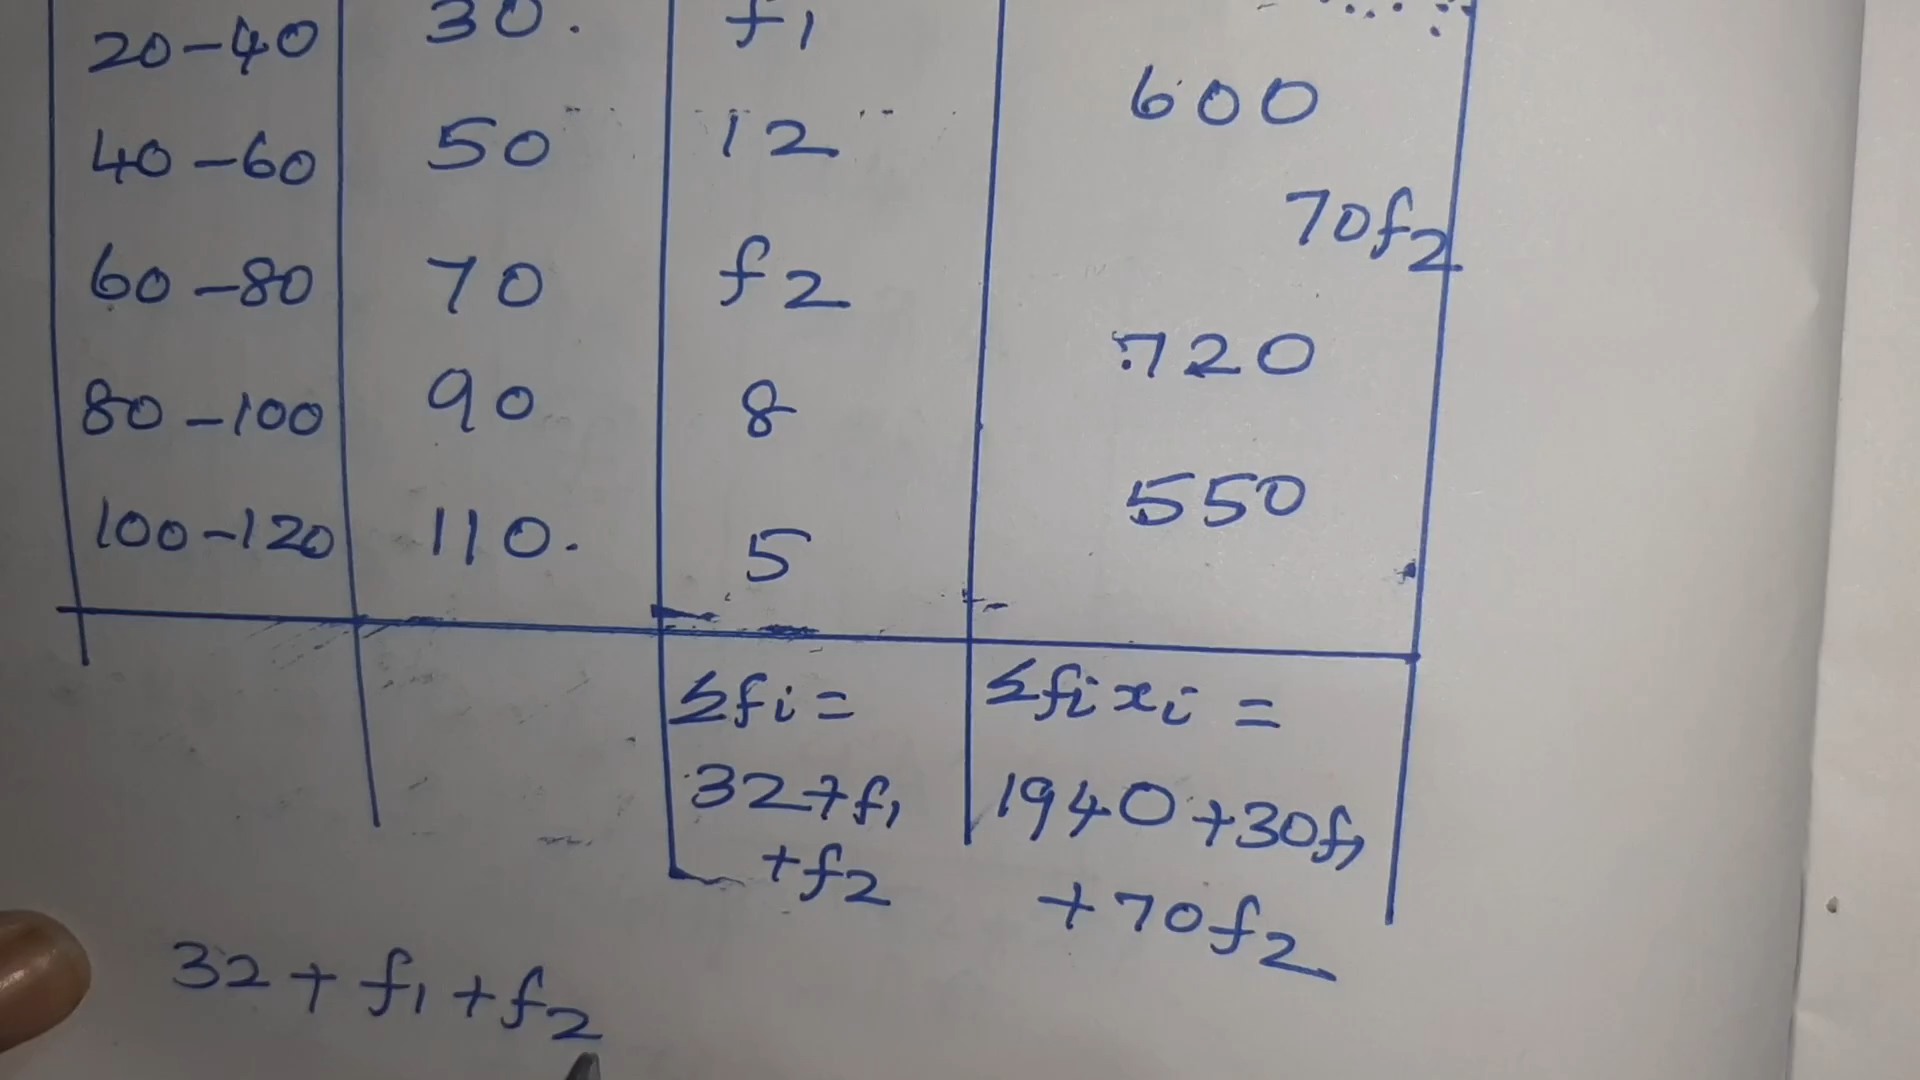 20-40 30. f1
40-60 50 12 600
60-80 70 f2 70f2
80-100 90 8 720
100-120 110. 5 550
Σfi= Σfixi =
32+f1 1940+30f1
+f2 +70f2
32+f1+f2